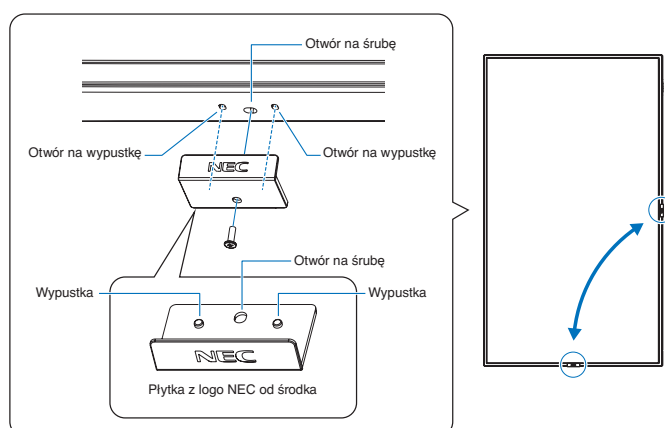 Otwór na śrubę
Otwór na wypustkę
Otwór na wypustkę
NEC
Otwór na śrubę
Wypustka
Wypustka
NEC
Płytka z logo NEC od środka